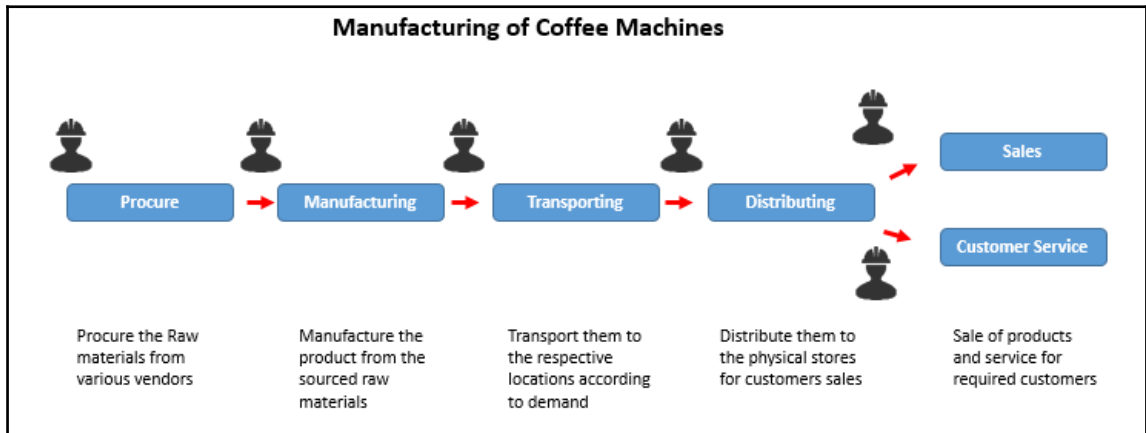 Manufacturing of Coffee Machines
Sales
Procure
Manufacturing
Transporting
Distributing
Customer Service
Procure the Raw
materials from
various vendors
Manufacture the
product from the
sourced raw
materials
Transport them to
the respective
locations according
to demand
Distribute them to
the physical stores
for customers sales
Sale of products
and service for
required customers